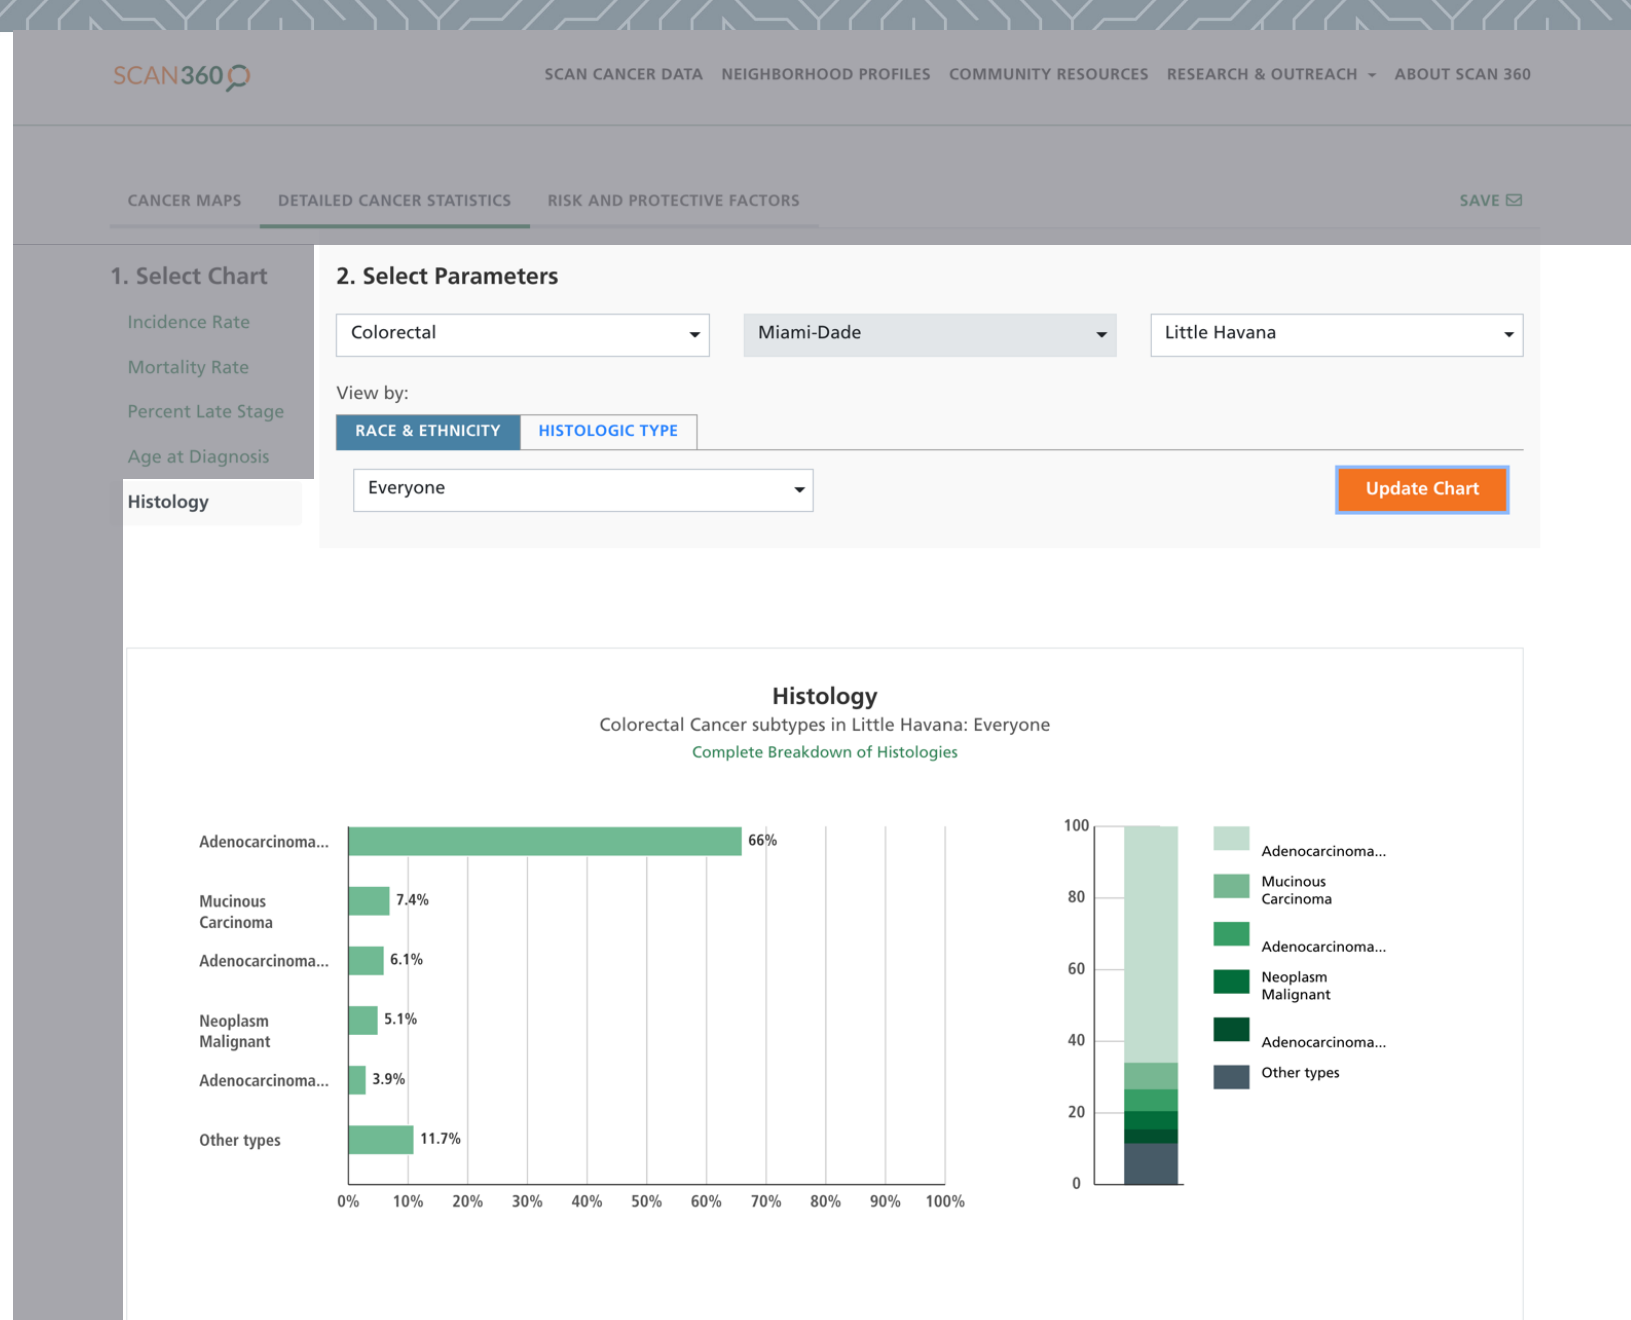 SCAN360
SCAN CANCER DATA NEIGHBORHOOD PROFILES COMMUNITY RESOURCES RESEARCH & OUTREACH ABOUT SCAN 360
CANCER MAPS DETAILED CANCER STATISTICS RISK AND PROTECTIVE FACTORS SAVE
1. Select Chart
Incidence Rate
Mortality Rate
Percent Late Stage
Age at Diagnosis
Histology
2. Select Parameters
Colorectal Miami-Dade Little Havana
View by:
RACE & ETHNICITY HISTOLOGIC TYPE
Everyone Update Chart
Histology
Colorectal Cancer subtypes in Little Havana: Everyone
Complete Breakdown of Histologies
Adenocarcinoma... 66%
Mucinous
Carcinoma 7.4%
Adenocarcinoma... 6.1%
Neoplasm
Malignant 5.1%
Adenocarcinoma... 3.9%
Other types 11.7%
0% 10% 20% 30% 40% 50% 60% 70% 80% 90% 100%
100
80
60
40
20
0
Adenocarcinoma...
Mucinous
Carcinoma
Adenocarcinoma...
Neoplasm
Malignant
Adenocarcinoma...
Other types